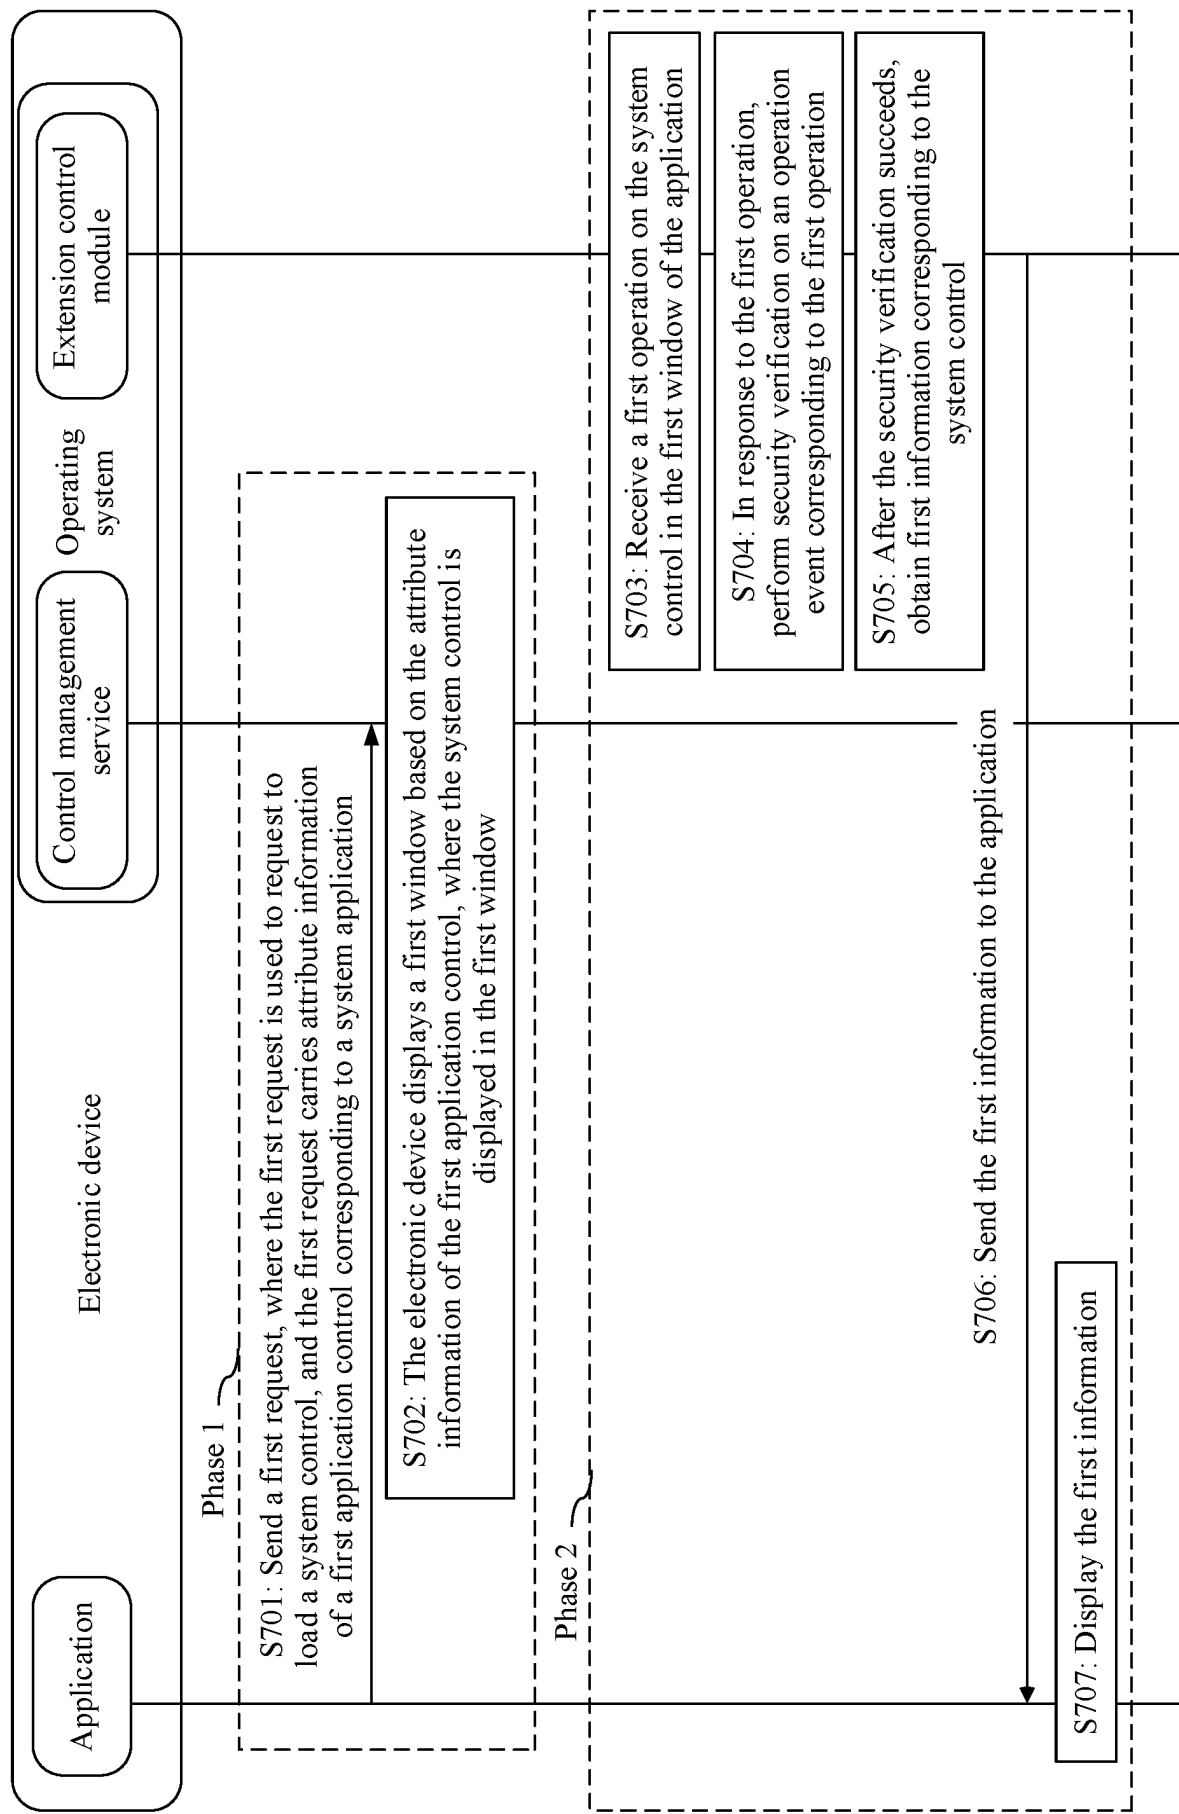 Electronic device
Application
Control management
service
Operating
system
Extension control
module
Phase 1
S701: Send a first request, where the first request is used to request to
load a system control, and the first request carries attribute information
of a first application control corresponding to a system application
S702: The electronic device displays a first window based on the attribute
information of the first application control, where the system control is
displayed in the first window
Phase 2
S703: Receive a first operation on the system
control in the first window of the application
S704: In response to the first operation,
perform security verification on an operation
event corresponding to the first operation
S705: After the security verification succeeds,
obtain first information corresponding to the
system control
S706: Send the first information to the application
S707: Display the first information